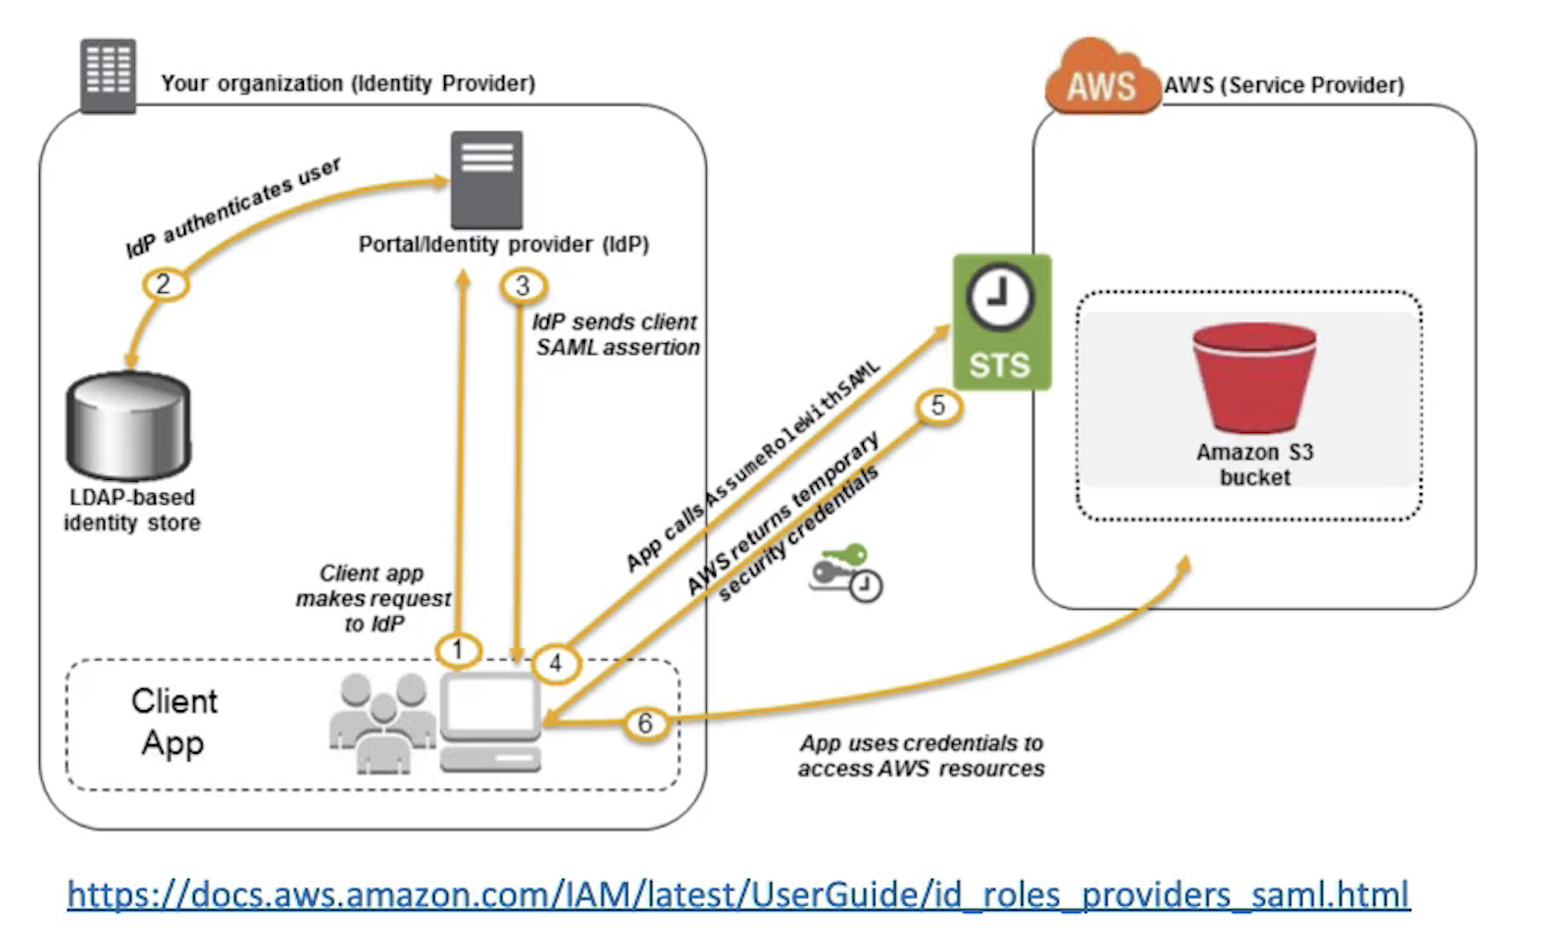 Your organization (Identity Provider)
AWS
AWS (Service Provider)
IdP authenticates user
Portal/Identity provider (IdP)
2
3
IdP sends client
SAML assertion
STS
LDAP-based
identity store
App calls AssumeRoleWithSAML
5
AWS returns temporary
security credentials
Amazon S3
bucket
Client app
makes request
to IdP
1
4
Client
App
6
App uses credentials to
access AWS resources
https://docs.aws.amazon.com/IAM/latest/UserGuide/id_roles_providers_saml.html